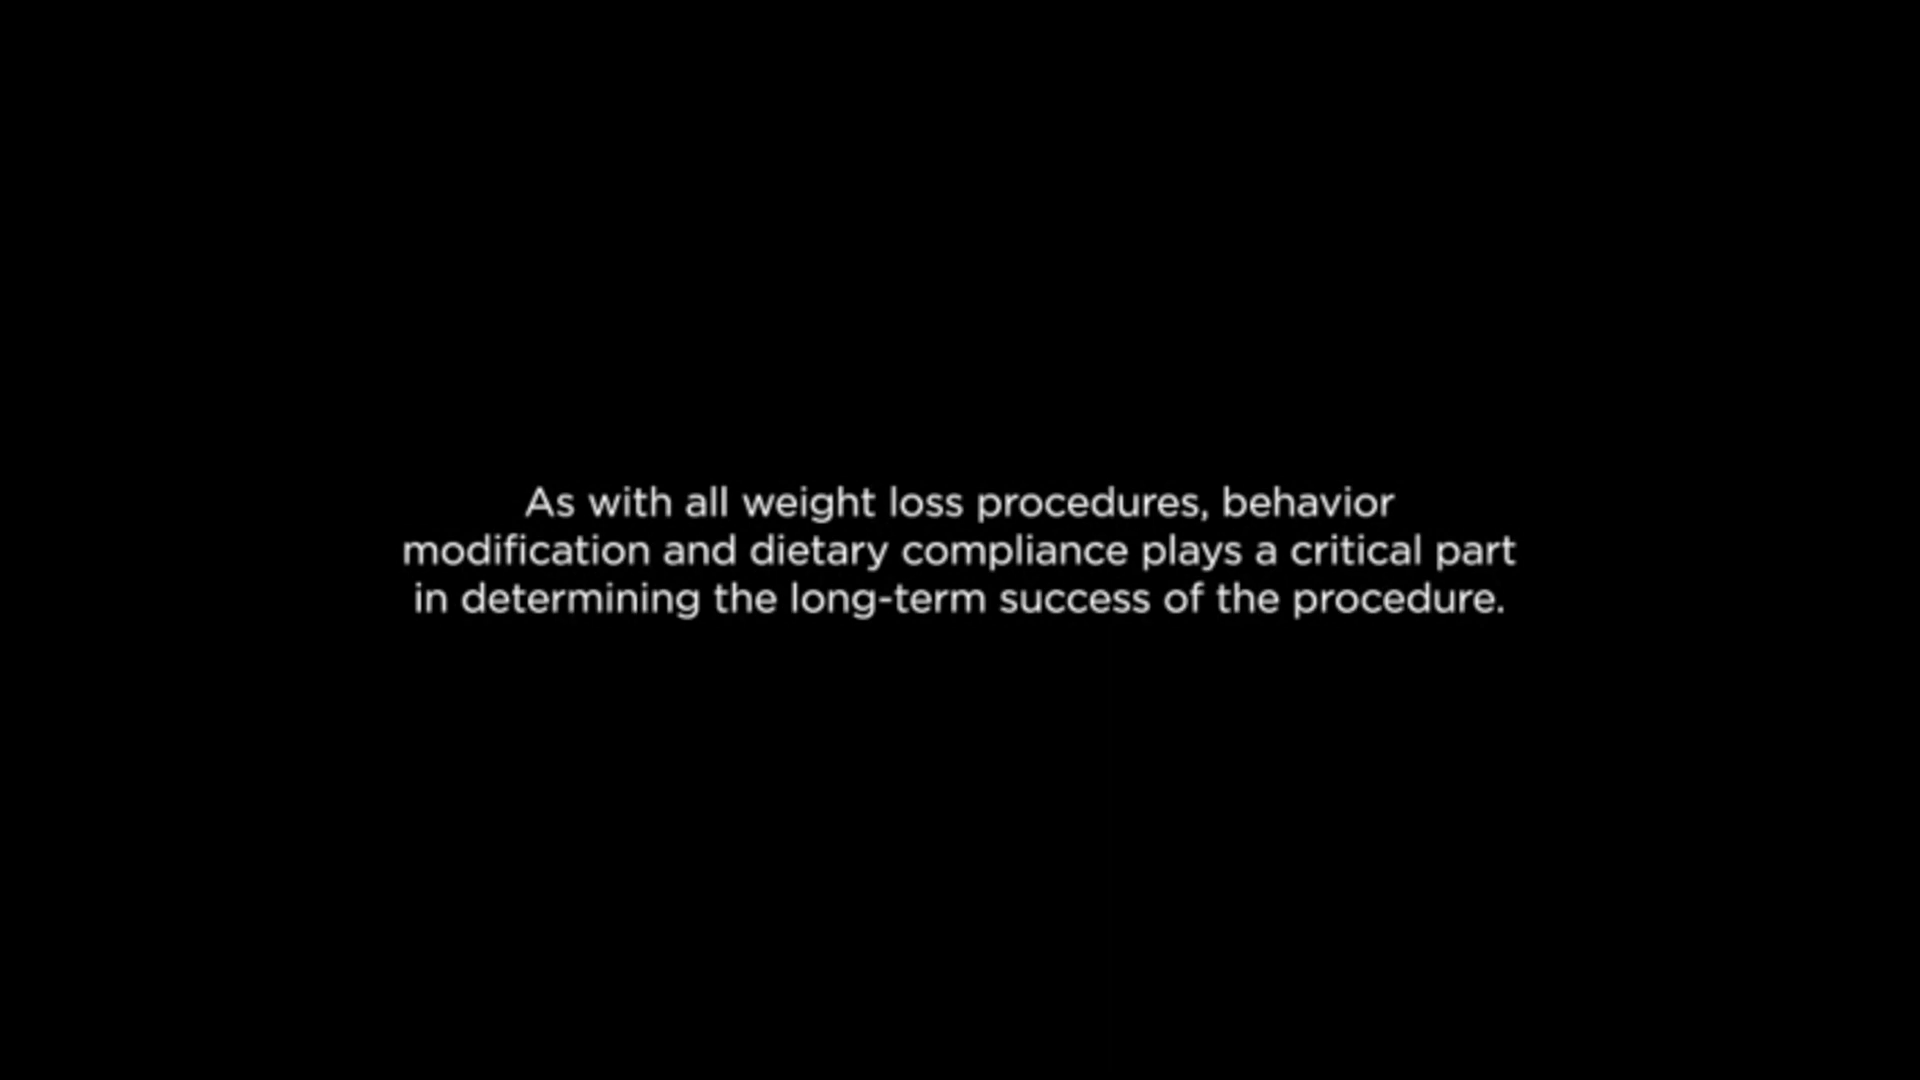 As with all weight loss procedures, behavior
modification and dietary compliance plays a critical part
in determining the long-term success of the procedure.